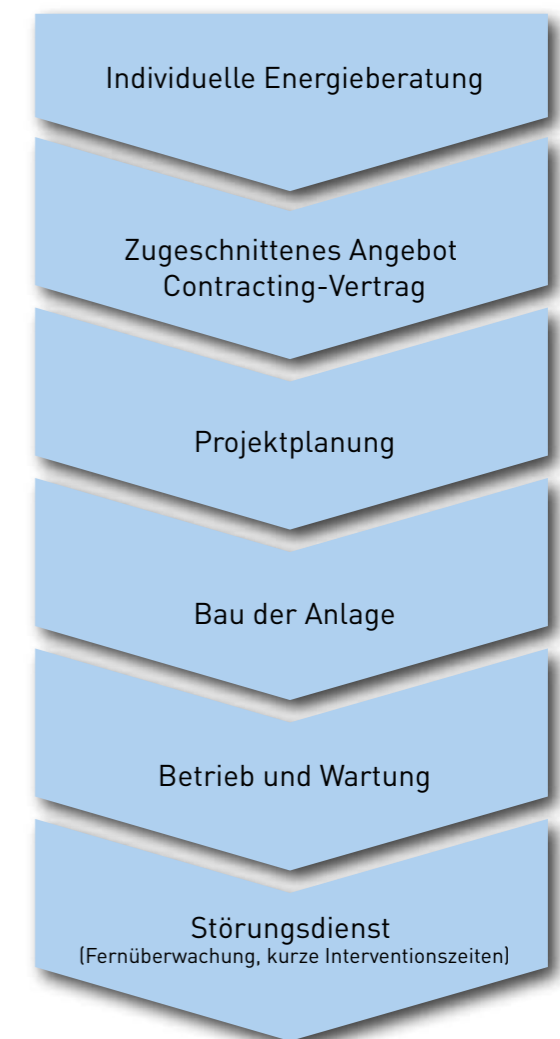 Individuelle Energieberatung
Zugeschnittenes Angebot
Contracting-Vertrag
Projektplanung
Bau der Anlage
Betrieb und Wartung
Störungsdienst
(Fernüberwachung, kurze Interventionszeiten)